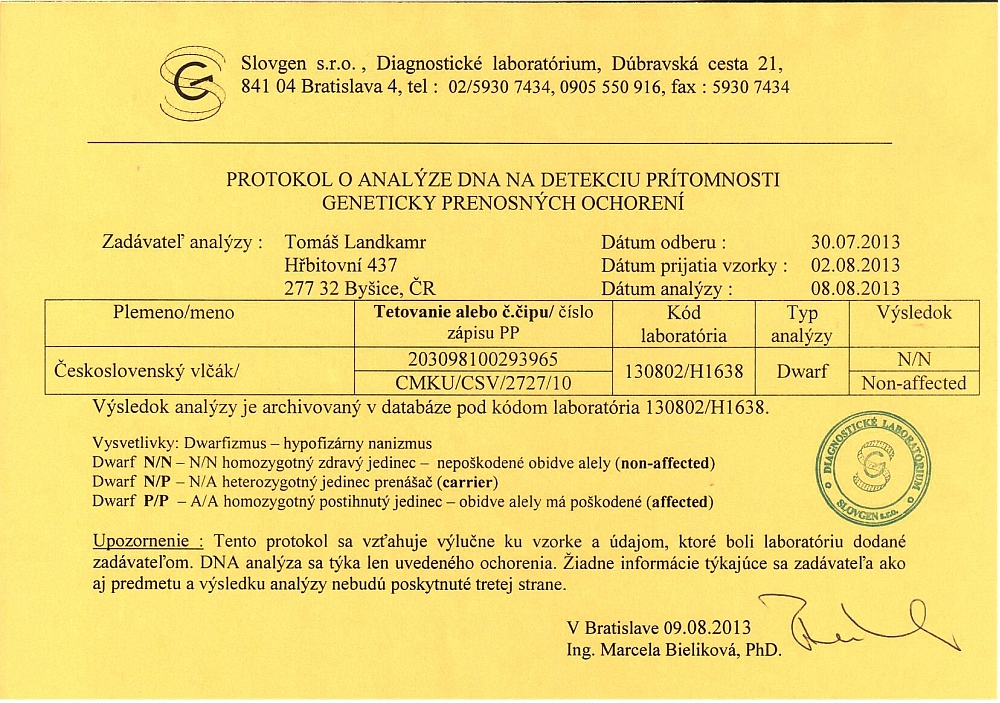 Slovgen s.r.o. , Diagnostické laboratórium, Dúbravská cesta 21,
841 04 Bratislava 4, tel : 02/5930 7434, 0905 550 916, fax : 5930 7434
PROTOKOL O ANALÝZE DNA NA DETEKCIU PRÍTOMNOSTI
GENETICKY PRENOSNÝCH OCHORENÍ
Zadávateľ analýzy : Tomáš Landkamr Dátum odberu : 30.07.2013
Hřbitovní 437 Dátum prijatia vzorky : 02.08.2013
277 32 Byšice, ČR Dátum analýzy : 08.08.2013
Plemeno/meno Tetovanie alebo č.čipu/ číslo Kód Typ Výsledok
zápisu PP laboratória analýzy
203098100293965 N/N
Československý vlčák/ 130802/H1638 Dwarf
CMKU/CSV/2727/10 Non-affected
Výsledok analýzy je archivovaný v databáze pod kódom laboratória 130802/H1638.
Vysvetlivky: Dwarfizmus – hypofizárny nanizmus
Dwarf N/N – N/N homozygotný zdravý jedinec – nepoškodené obidve alely (non-affected)
Dwarf N/P – N/A heterozygotný jedinec prenášač (carrier)
Dwarf P/P – A/A homozygotný postihnutý jedinec – obidve alely má poškodené (affected)
DIAGNOSTICKÉ LABORATÓRIUM
SLOVGEN s.r.o.
Upozornenie : Tento protokol sa vzťahuje výlučne ku vzorke a údajom, ktoré boli laboratóriu dodané
zadávateľom. DNA analýza sa týka len uvedeného ochorenia. Žiadne informácie týkajúce sa zadávateľa ako
aj predmetu a výsledku analýzy nebudú poskytnuté tretej strane.
V Bratislave 09.08.2013
Ing. Marcela Bieliková, PhD.